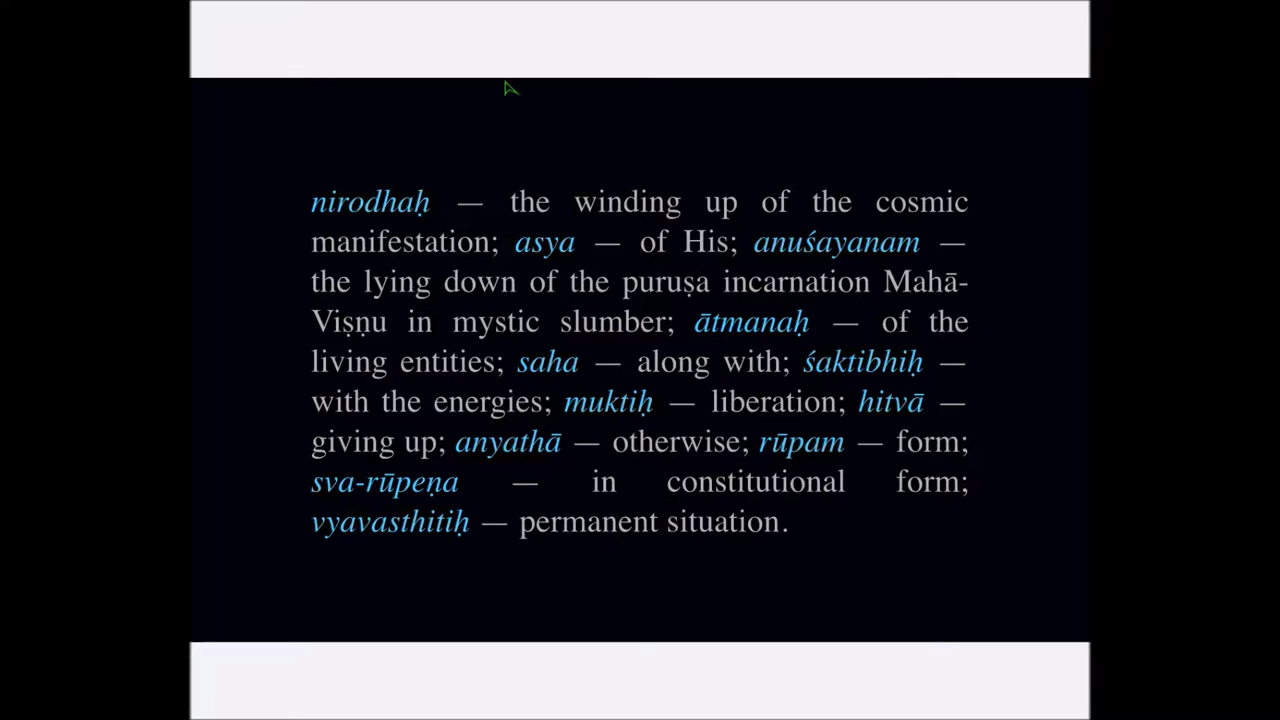 nirodhaḥ — the winding up of the cosmic
manifestation; asya — of His; anuśayanam —
the lying down of the puruṣa incarnation Mahā-
Viṣṇu in mystic slumber; ātmanaḥ — of the
living entities; saha — along with; śaktibhiḥ —
with the energies; muktiḥ — liberation; hitvā —
giving up; anyathā — otherwise; rūpam — form;
sva-rūpeṇa — in constitutional form;
vyavasthitiḥ — permanent situation.